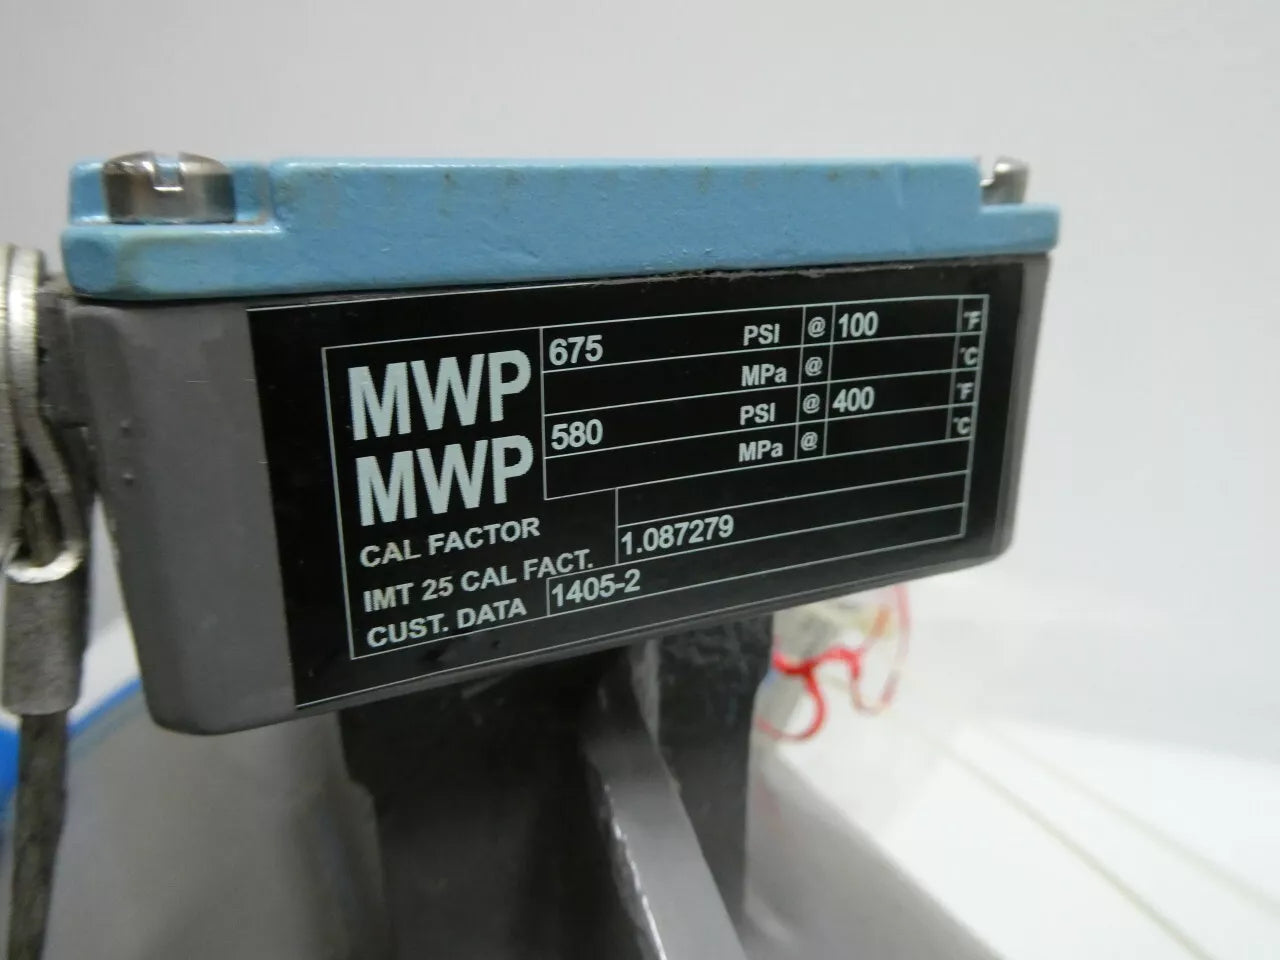 MWP 675 PSI @ 100 °F
MPa @ °C
MWP 580 PSI @ 400 °F
MPa @ °C
CAL FACTOR
IMT 25 CAL FACT. 1.087279
CUST. DATA 1405-2